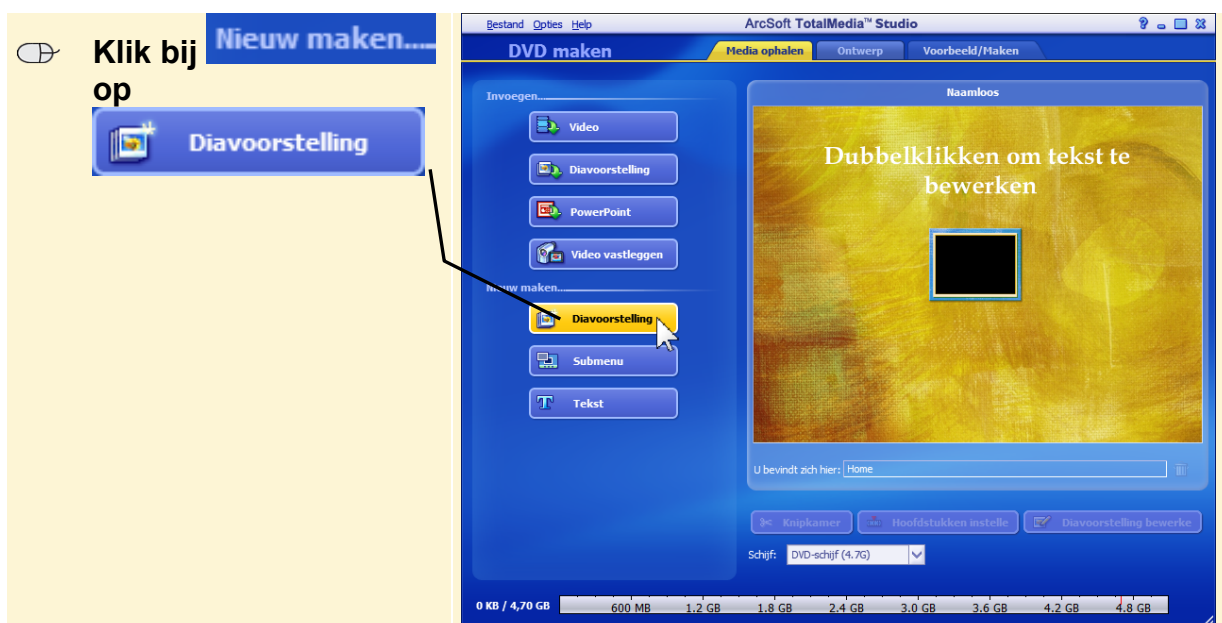 Klik bij Nieuw maken....
op
Diavoorstelling
Bestand Opties Help ArcSoft TotalMedia™ Studio
DVD maken Media ophalen Ontwerp Voorbeeld/Maken
Invoegen...
Video
Diavoorstelling
PowerPoint
Video vastleggen
Nieuw maken...
Diavoorstelling
Submenu
Tekst
Naamloos
Dubbelklikken om tekst te
bewerken
U bevindt zich hier: Home
Knipkamer Hoofdstukken instelle Diavoorstelling bewerke
Schijf: DVD-schijf (4.7G)
0 KB / 4,70 GB 600 MB 1.2 GB 1.8 GB 2.4 GB 3.0 GB 3.6 GB 4.2 GB 4.8 GB